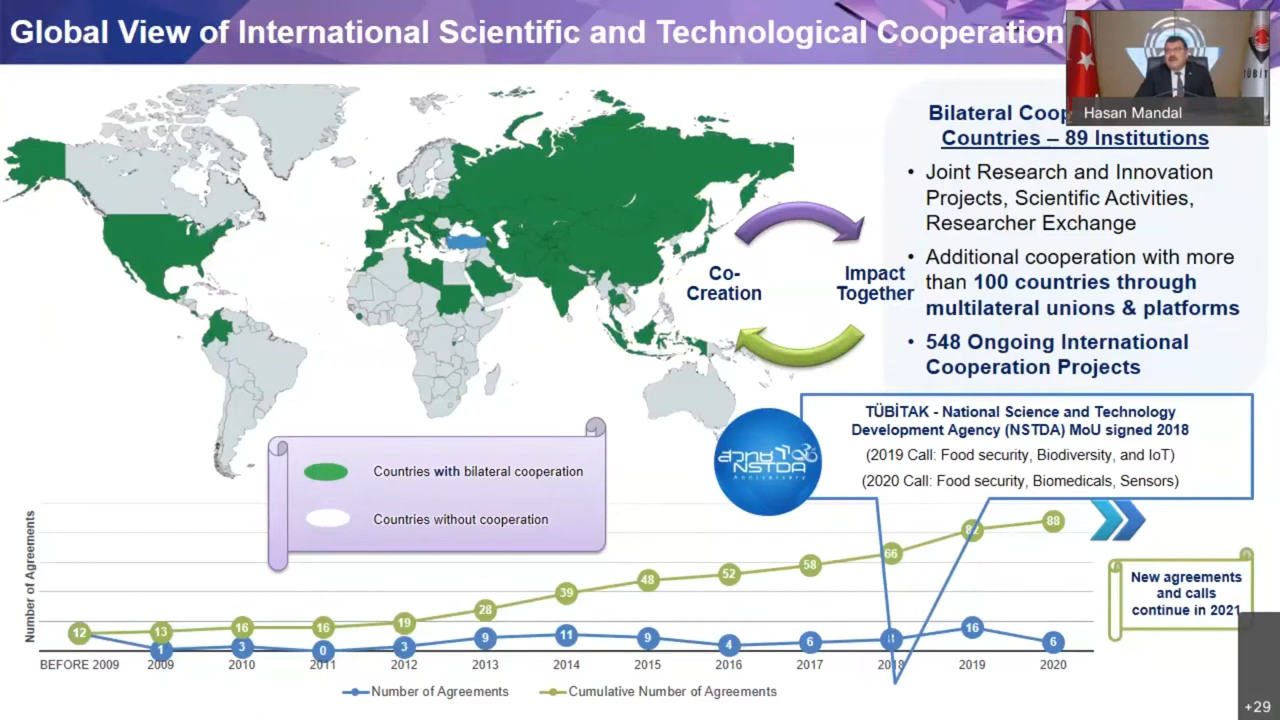 Global View of International Scientific and Technological Cooperation
TÜBİT
Hasan Mandal
Bilateral
Countries – 89 Institutions
• Joint Research and Innovation
Projects, Scientific Activities,
Researcher Exchange
• Additional cooperation with more
than 100 countries through
multilateral unions & platforms
• 548 Ongoing International
Cooperation Projects
Co-
Creation
Impact
Together
TÜBİTAK - National Science and Technology
Development Agency (NSTDA) MoU signed 2018
(2019 Call: Food security, Biodiversity, and IoT)
(2020 Call: Food security, Biomedicals, Sensors)
NSTDA
Anniversary
Countries with bilateral cooperation
Countries without cooperation
New agreements
and calls
continue in 2021
Number of Agreements
12 13 16 16 19 28 39 48 52 58 66 88
1 3 0 3 9 11 9 4 6 16 6
BEFORE 2009 2009 2010 2011 2012 2013 2014 2015 2016 2017 2018 2019 2020
Number of Agreements Cumulative Number of Agreements
+29